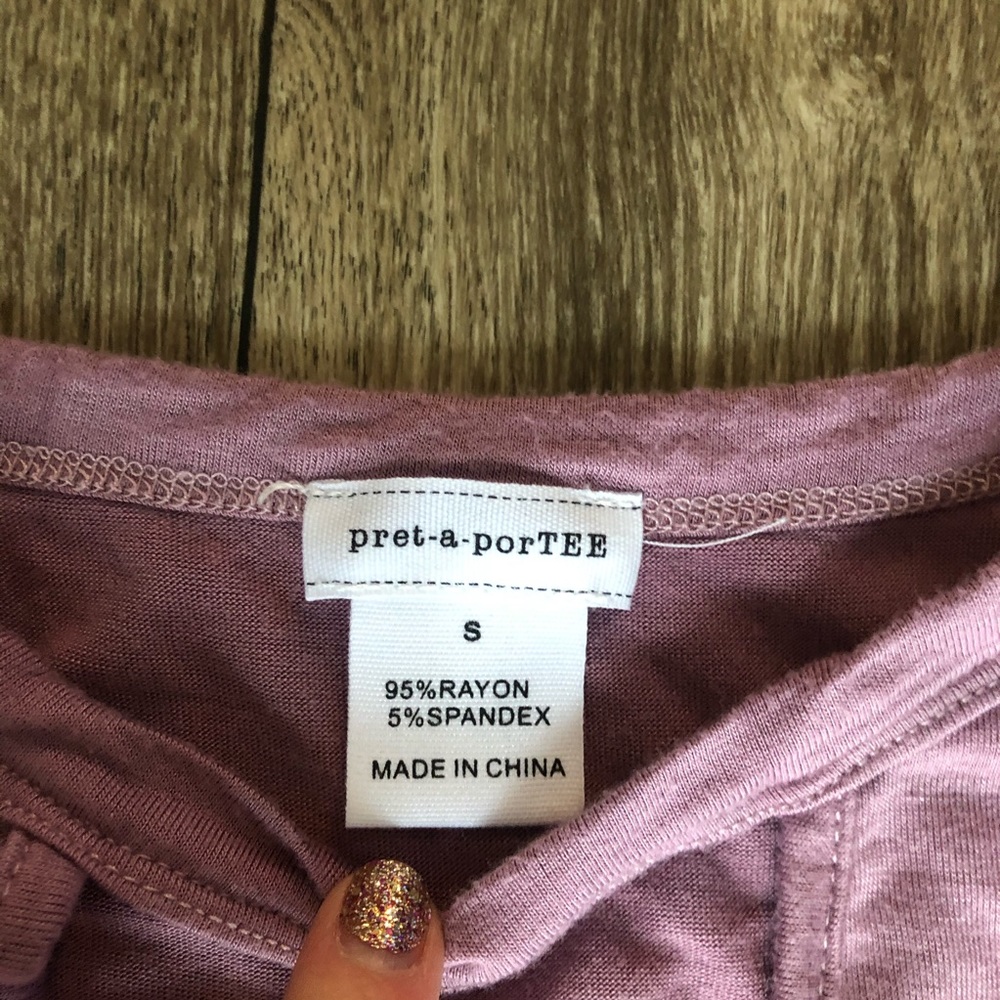 pret-a-porTEE
S
95%RAYON
5%SPANDEX
MADE IN CHINA